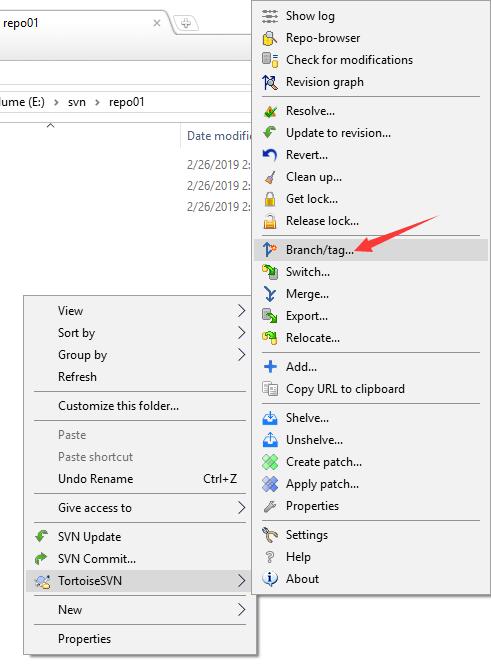 repo01
lume (E:) > svn > repo01
Date modifi
2/26/2019 2:
2/26/2019 2:
2/26/2019 2:
View
Sort by
Group by
Refresh
Customize this folder...
Paste
Paste shortcut
Undo Rename Ctrl+Z
Give access to
SVN Update
SVN Commit...
TortoiseSVN
New
Properties
Show log
Repo-browser
Check for modifications
Revision graph
Resolve...
Update to revision...
Revert...
Clean up...
Get lock...
Release lock...
Branch/tag...
Switch...
Merge...
Export...
Relocate...
Add...
Copy URL to clipboard
Shelve...
Unshelve...
Create patch...
Apply patch...
Properties
Settings
Help
About